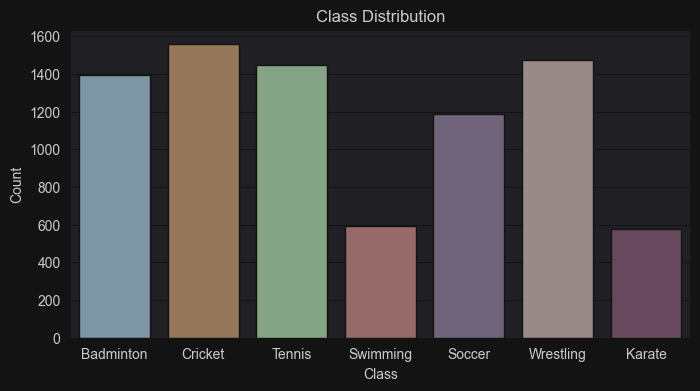 Class Distribution
1600
1400
1200
1000
800
600
400
200
0
Count
Badminton Cricket Tennis Swimming Soccer Wrestling Karate
Class